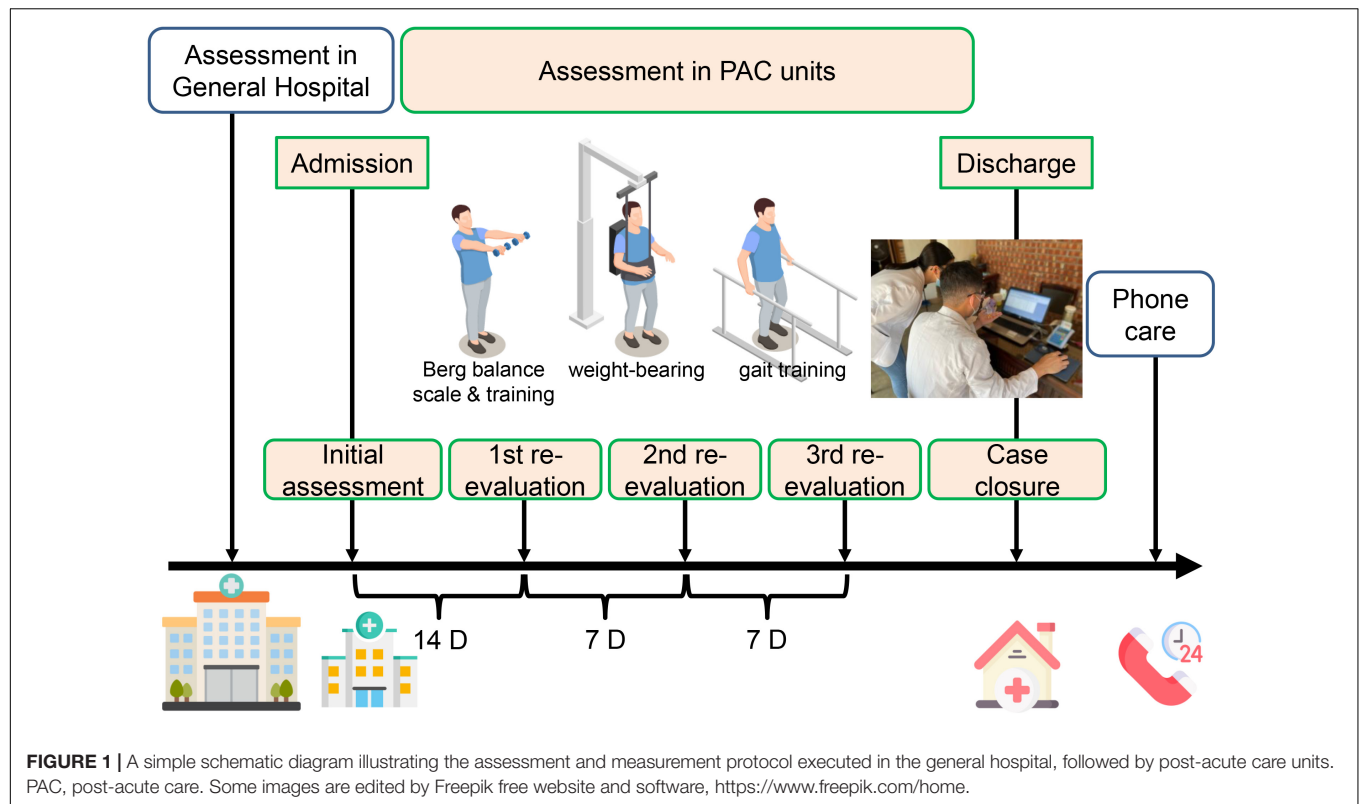 Assessment in
General Hospital
Assessment in PAC units
Admission
Discharge
Phone
care
Berg balance
scale & training
weight-bearing
gait training
Initial
assessment
1st re-
evaluation
2nd re-
evaluation
3rd re-
evaluation
Case
closure
14 D
7 D
7 D
24
FIGURE 1 | A simple schematic diagram illustrating the assessment and measurement protocol executed in the general hospital, followed by post-acute care units.
PAC, post-acute care. Some images are edited by Freepik free website and software, https://www.freepik.com/home.